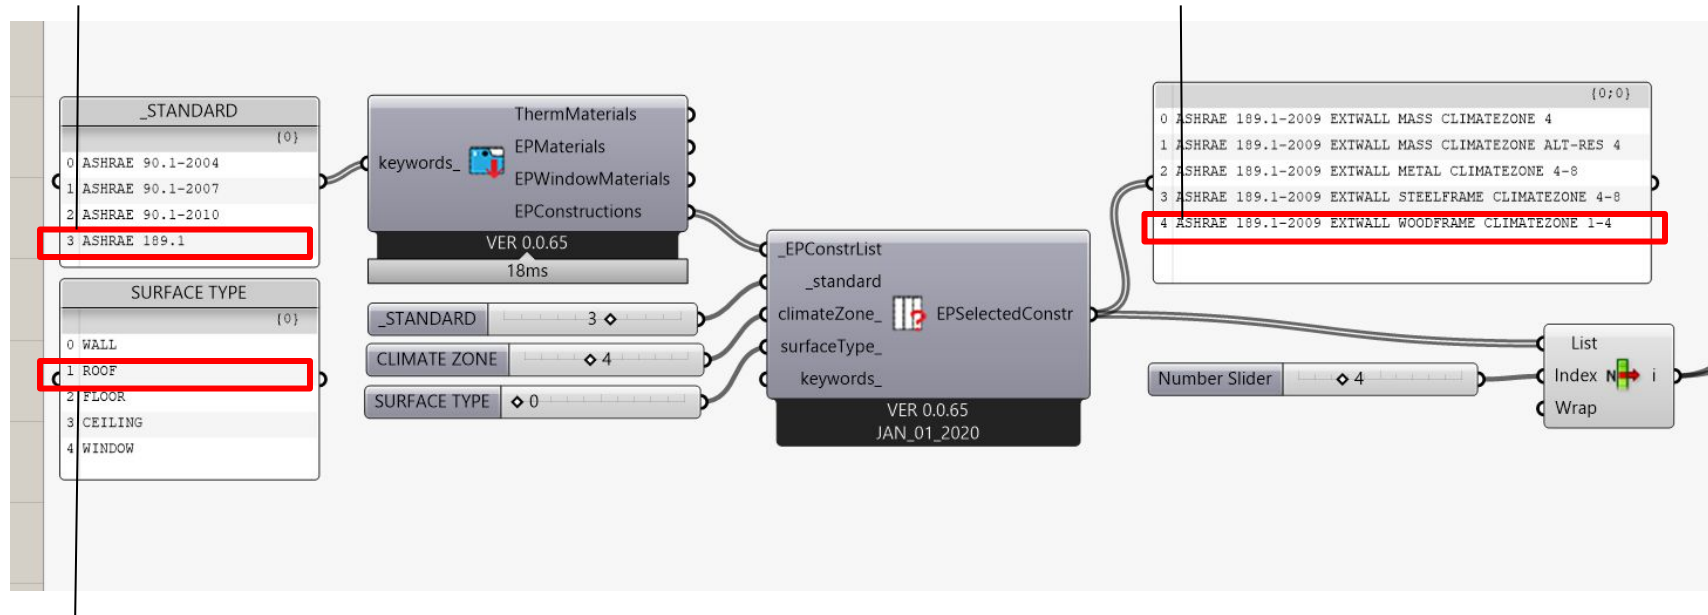 _STANDARD
{0}
0 ASHRAE 90.1-2004
1 ASHRAE 90.1-2007
2 ASHRAE 90.1-2010
3 ASHRAE 189.1
SURFACE TYPE
{0}
0 WALL
1 ROOF
2 FLOOR
3 CEILING
4 WINDOW
keywords_
ThermMaterials
EPMaterials
EPWindowMaterials
EPConstructions
VER 0.0.65
18ms
_STANDARD 3
CLIMATE ZONE 4
SURFACE TYPE 0
_EPConstrList
_standard
climateZone_
surfaceType_
keywords_
EPSelectedConstr
VER 0.0.65
JAN_01_2020
{0;0}
0 ASHRAE 189.1-2009 EXTWALL MASS CLIMATEZONE 4
1 ASHRAE 189.1-2009 EXTWALL MASS CLIMATEZONE ALT-RES 4
2 ASHRAE 189.1-2009 EXTWALL METAL CLIMATEZONE 4-8
3 ASHRAE 189.1-2009 EXTWALL STEELFRAME CLIMATEZONE 4-8
4 ASHRAE 189.1-2009 EXTWALL WOODFRAME CLIMATEZONE 1-4
Number Slider 4
List
Index N i
Wrap